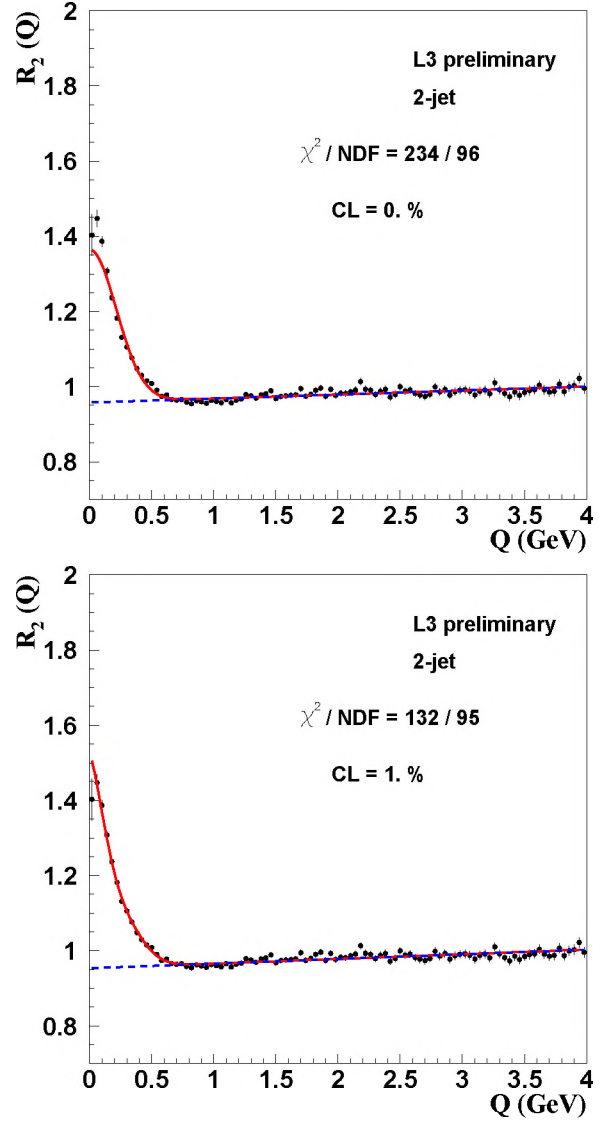 R₂ (Q)
2
1.8
1.6
1.4
1.2
1
0.8
L3 preliminary
2-jet
χ² / NDF = 234 / 96
CL = 0. %
0 0.5 1 1.5 2 2.5 3 3.5 4
Q (GeV)
R₂ (Q)
2
1.8
1.6
1.4
1.2
1
0.8
L3 preliminary
2-jet
χ² / NDF = 132 / 95
CL = 1. %
0 0.5 1 1.5 2 2.5 3 3.5 4
Q (GeV)